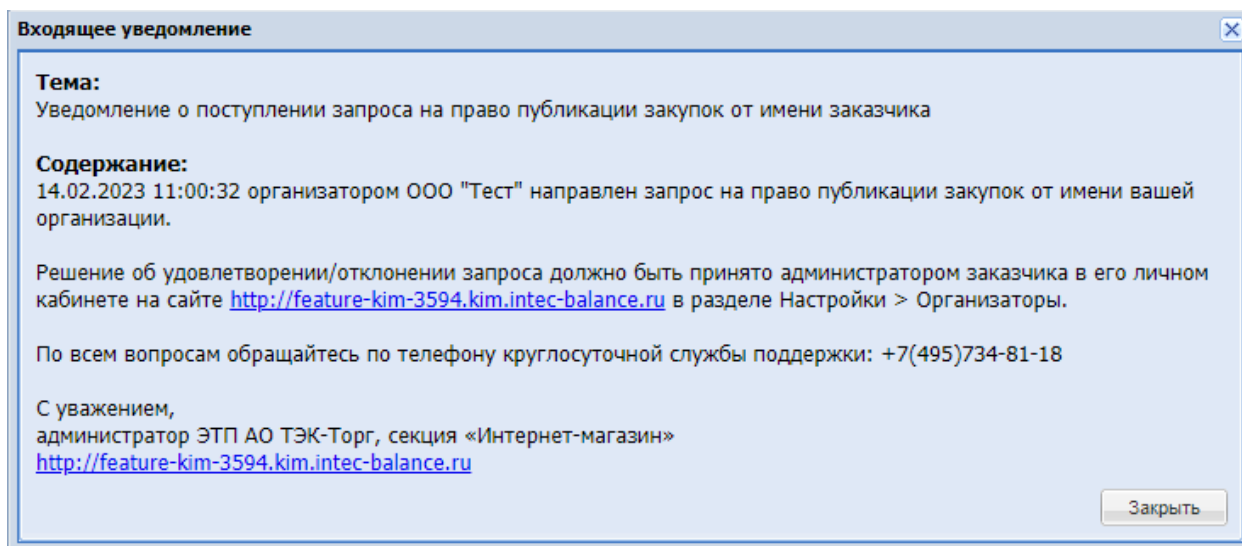 Входящее уведомление
Тема:
Уведомление о поступлении запроса на право публикации закупок от имени заказчика
Содержание:
14.02.2023 11:00:32 организатором ООО "Тест" направлен запрос на право публикации закупок от имени вашей
организации.
Решение об удовлетворении/отклонении запроса должно быть принято администратором заказчика в его личном
кабинете на сайте http://feature-kim-3594.kim.intec-balance.ru в разделе Настройки > Организаторы.
По всем вопросам обращайтесь по телефону круглосуточной службы поддержки: +7(495)734-81-18
С уважением,
администратор ЭТП АО ТЭК-Торг, секция «Интернет-магазин»
http://feature-kim-3594.kim.intec-balance.ru
Закрыть